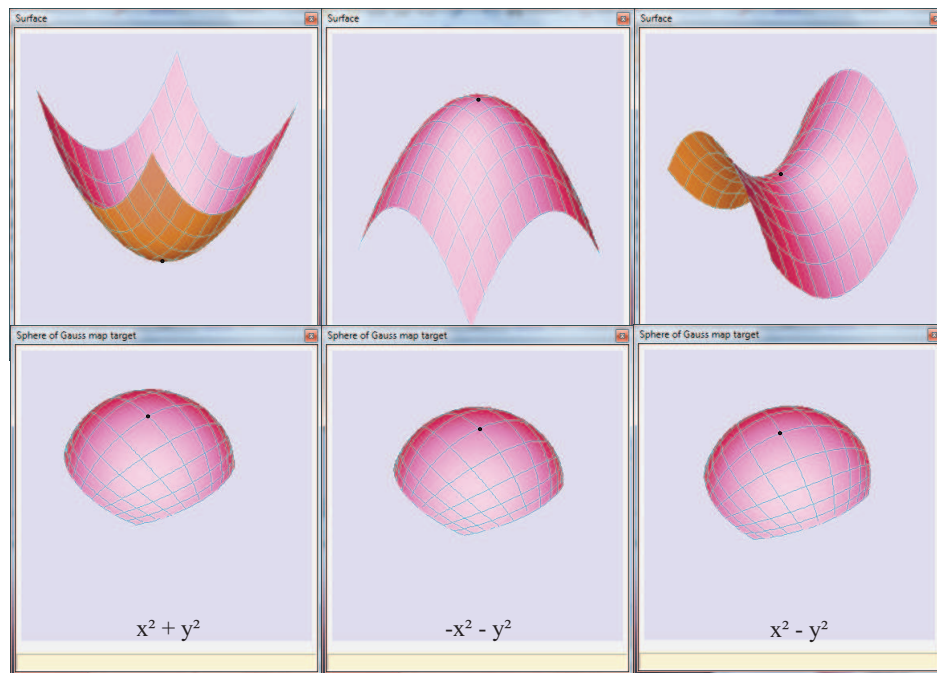 Surface
Surface
Surface
Sphere of Gauss map target
Sphere of Gauss map target
Sphere of Gauss map target
x² + y²
-x² - y²
x² - y²